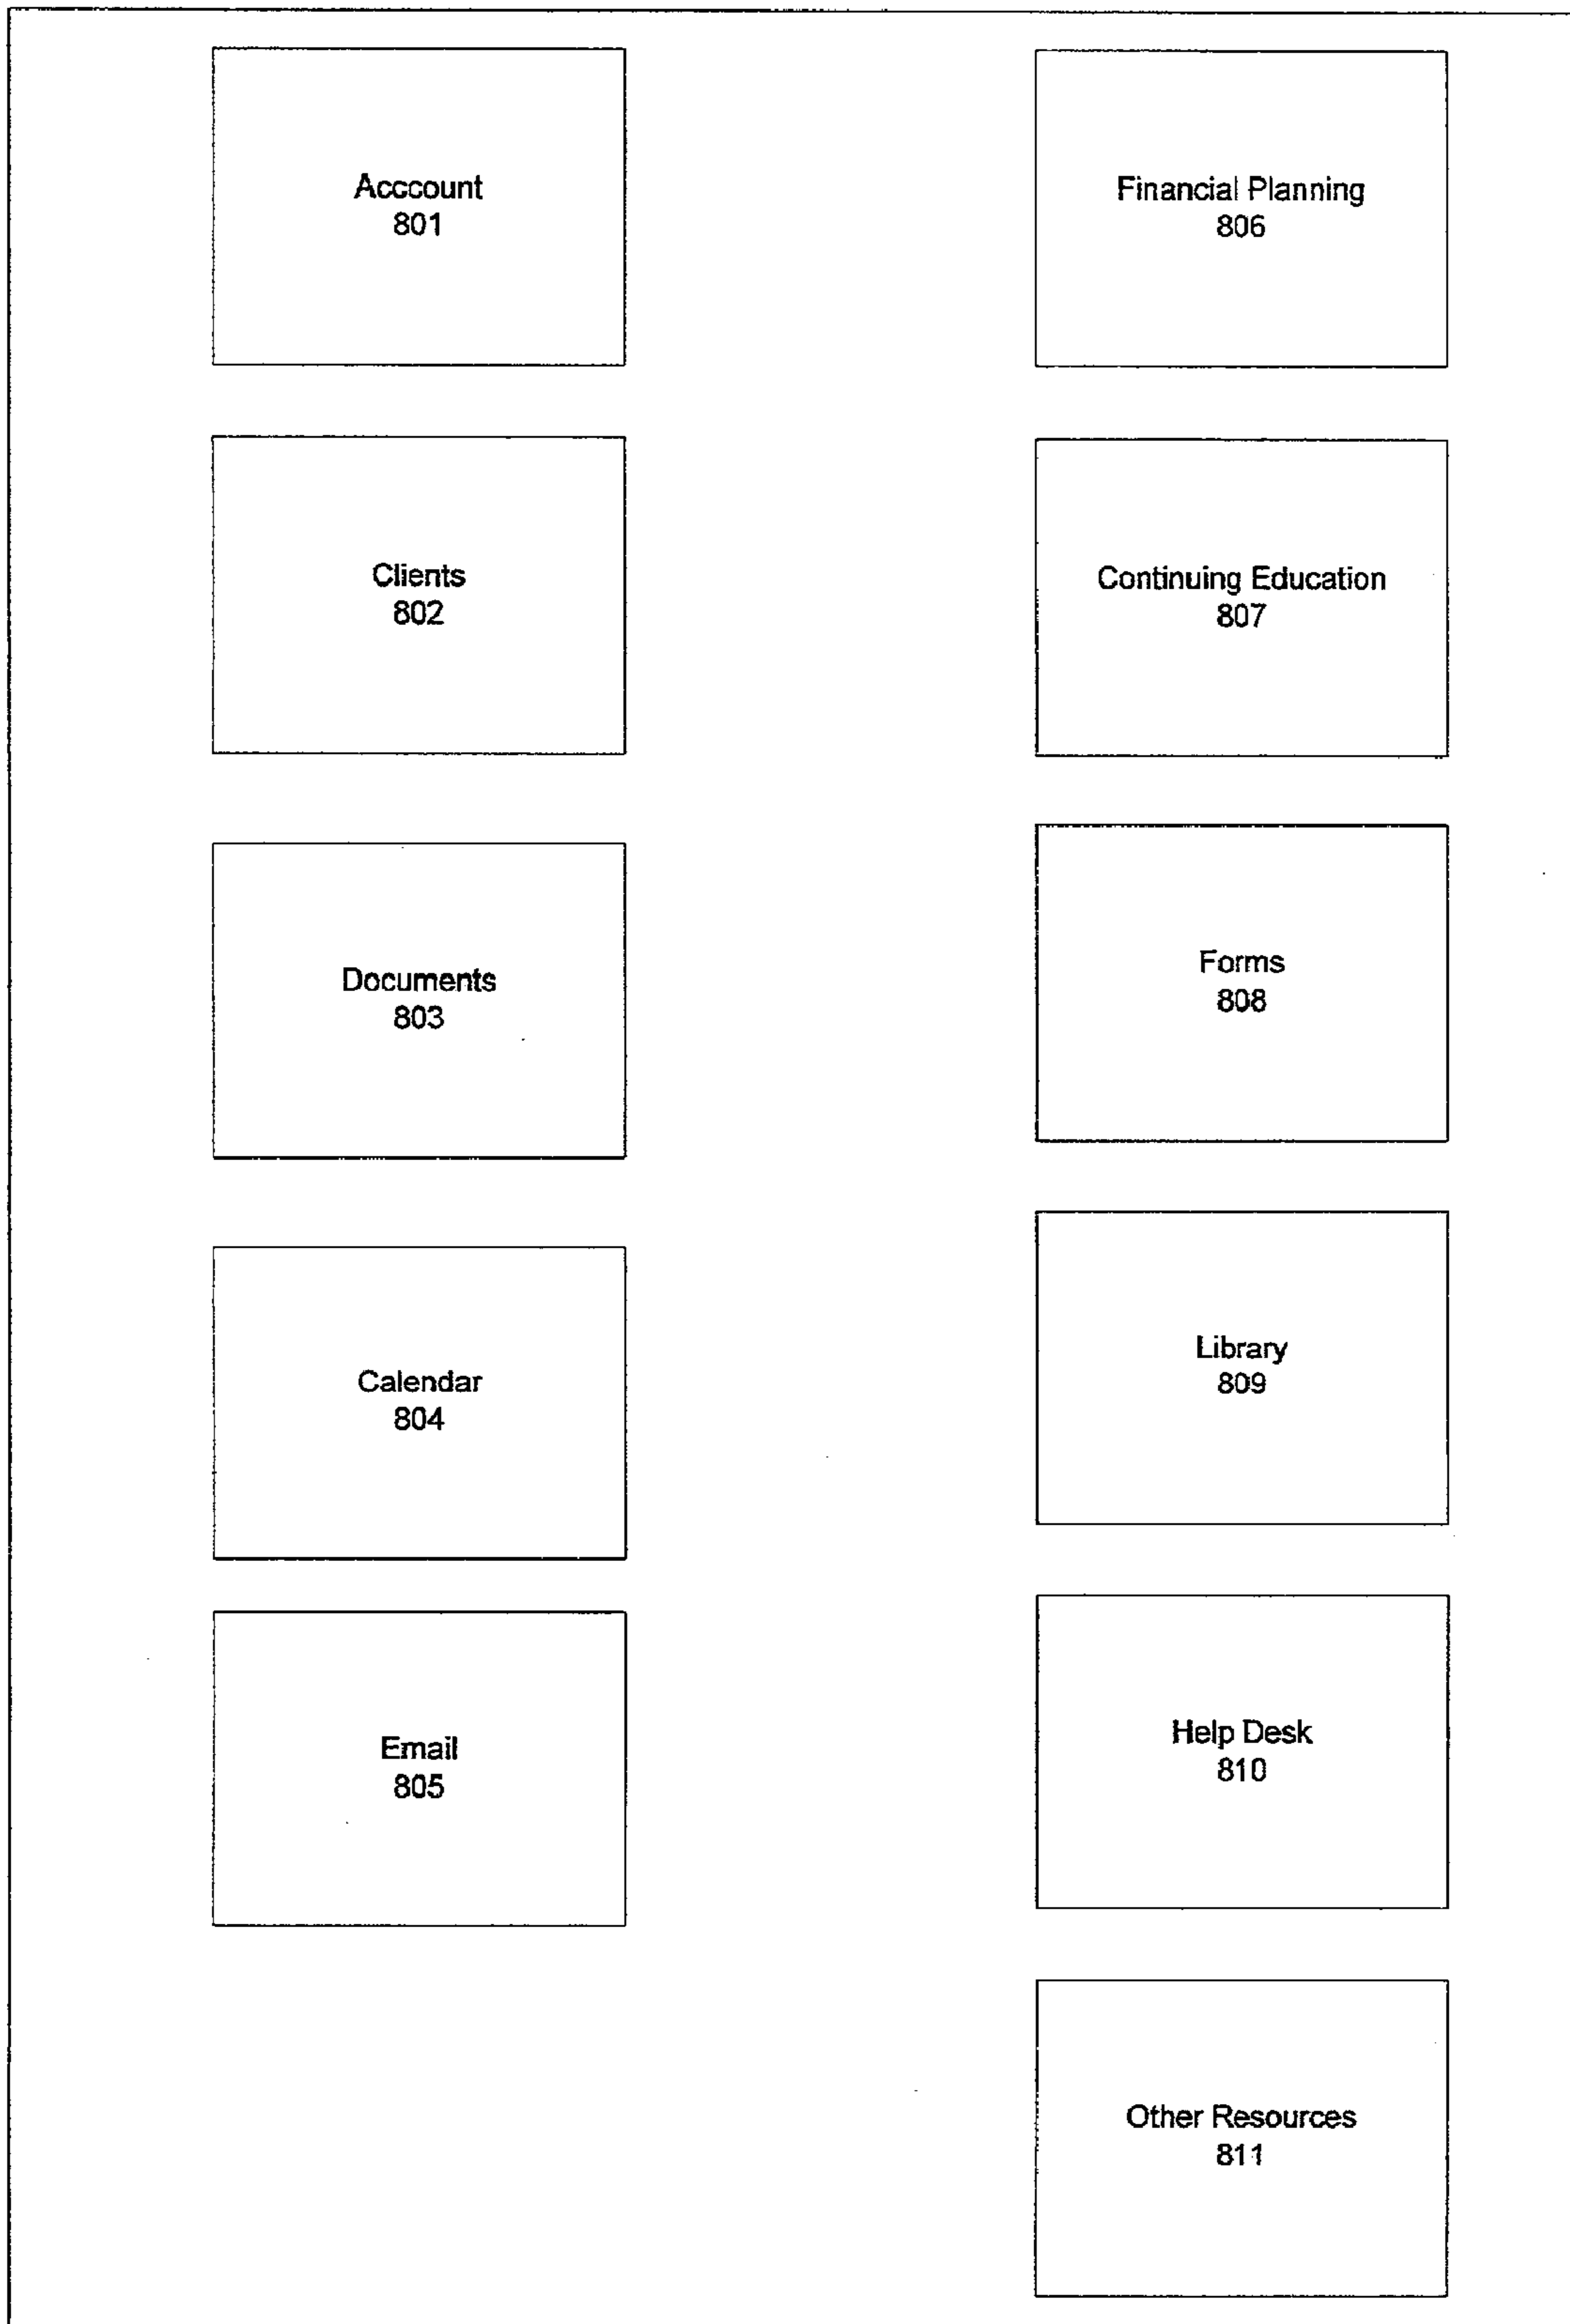 Acccount
801
Clients
802
Documents
803
Calendar
804
Email
805
Financial Planning
806
Continuing Education
807
Forms
808
Library
809
Help Desk
810
Other Resources
811